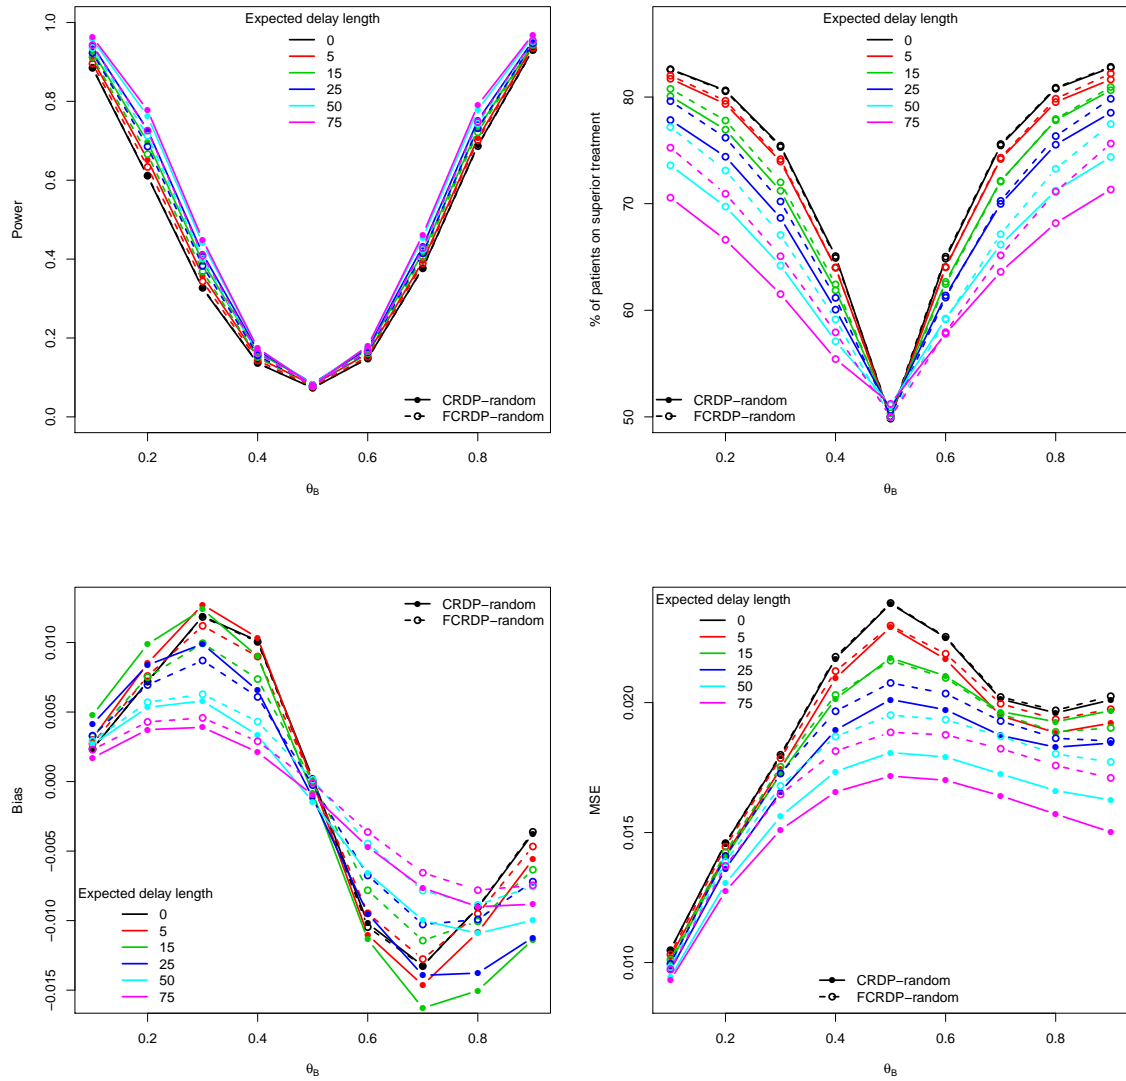 Expected delay length
0
5
15
25
50
75
Power
0.0
0.2
0.4
0.6
0.8
1.0
CRDP−random
FCRDP−random
0.2
0.4
0.6
0.8
θB
Expected delay length
0
5
15
25
50
75
% of patients on superior treatment
50
60
70
80
CRDP−random
FCRDP−random
0.2
0.4
0.6
0.8
θB
CRDP−random
FCRDP−random
Bias
−0.015
−0.010
−0.005
0.000
0.005
0.010
Expected delay length
0
5
15
25
50
75
0.2
0.4
0.6
0.8
θB
Expected delay length
0
5
15
25
50
75
MSE
0.010
0.015
0.020
CRDP−random
FCRDP−random
0.2
0.4
0.6
0.8
θB